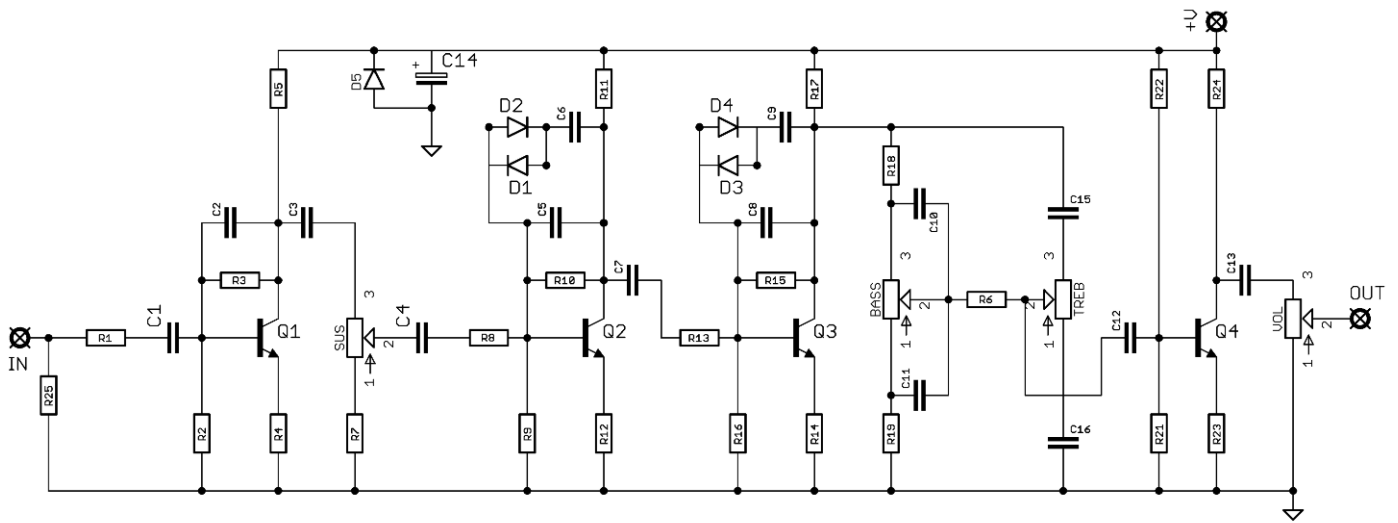 +V
R5
D5
C14
R11
R17
R22
R24
D2
C6
D4
C9
D1
D3
R18
C2
C3
C5
C8
C10
C15
R3
R10
C7
R15
3
3
3
C13
3
IN
R1
C1
Q1
SUS
2
1
C4
R8
Q2
R13
Q3
BASS
2
1
R6
2
TREB
1
C12
Q4
VOL
2
1
OUT
R25
C11
R2
R4
R7
R9
R12
R16
R14
R19
C16
R21
R23